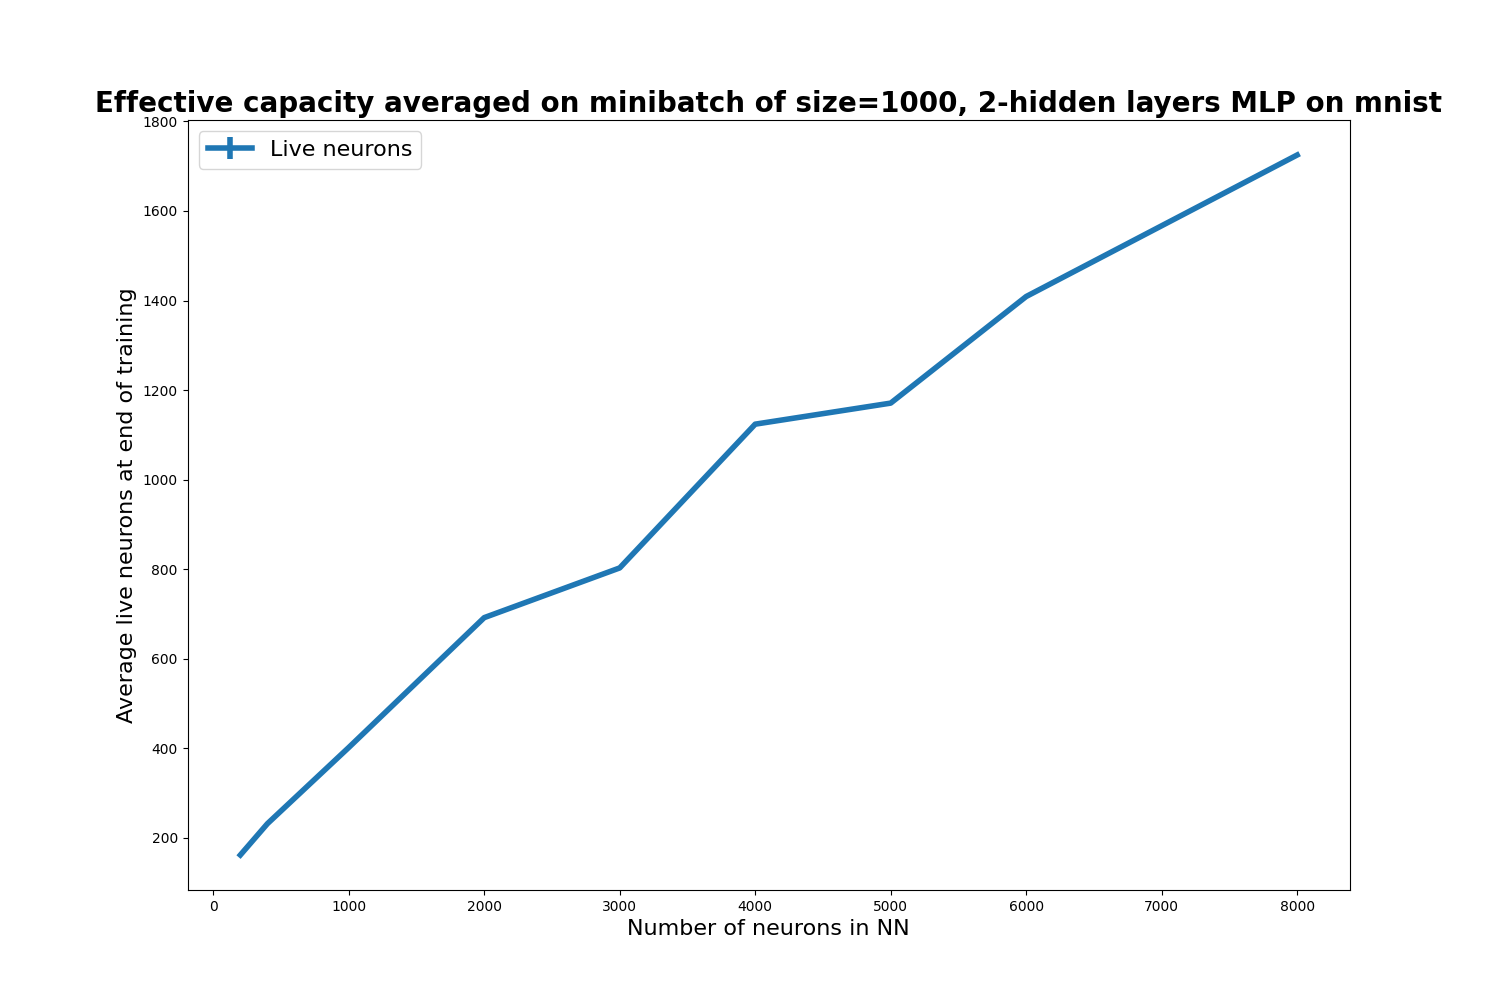 Effective capacity averaged on minibatch of size=1000, 2-hidden layers MLP on mnist
Live neurons
Average live neurons at end of training
1800
1600
1400
1200
1000
800
600
400
200
0 1000 2000 3000 4000 5000 6000 7000 8000
Number of neurons in NN